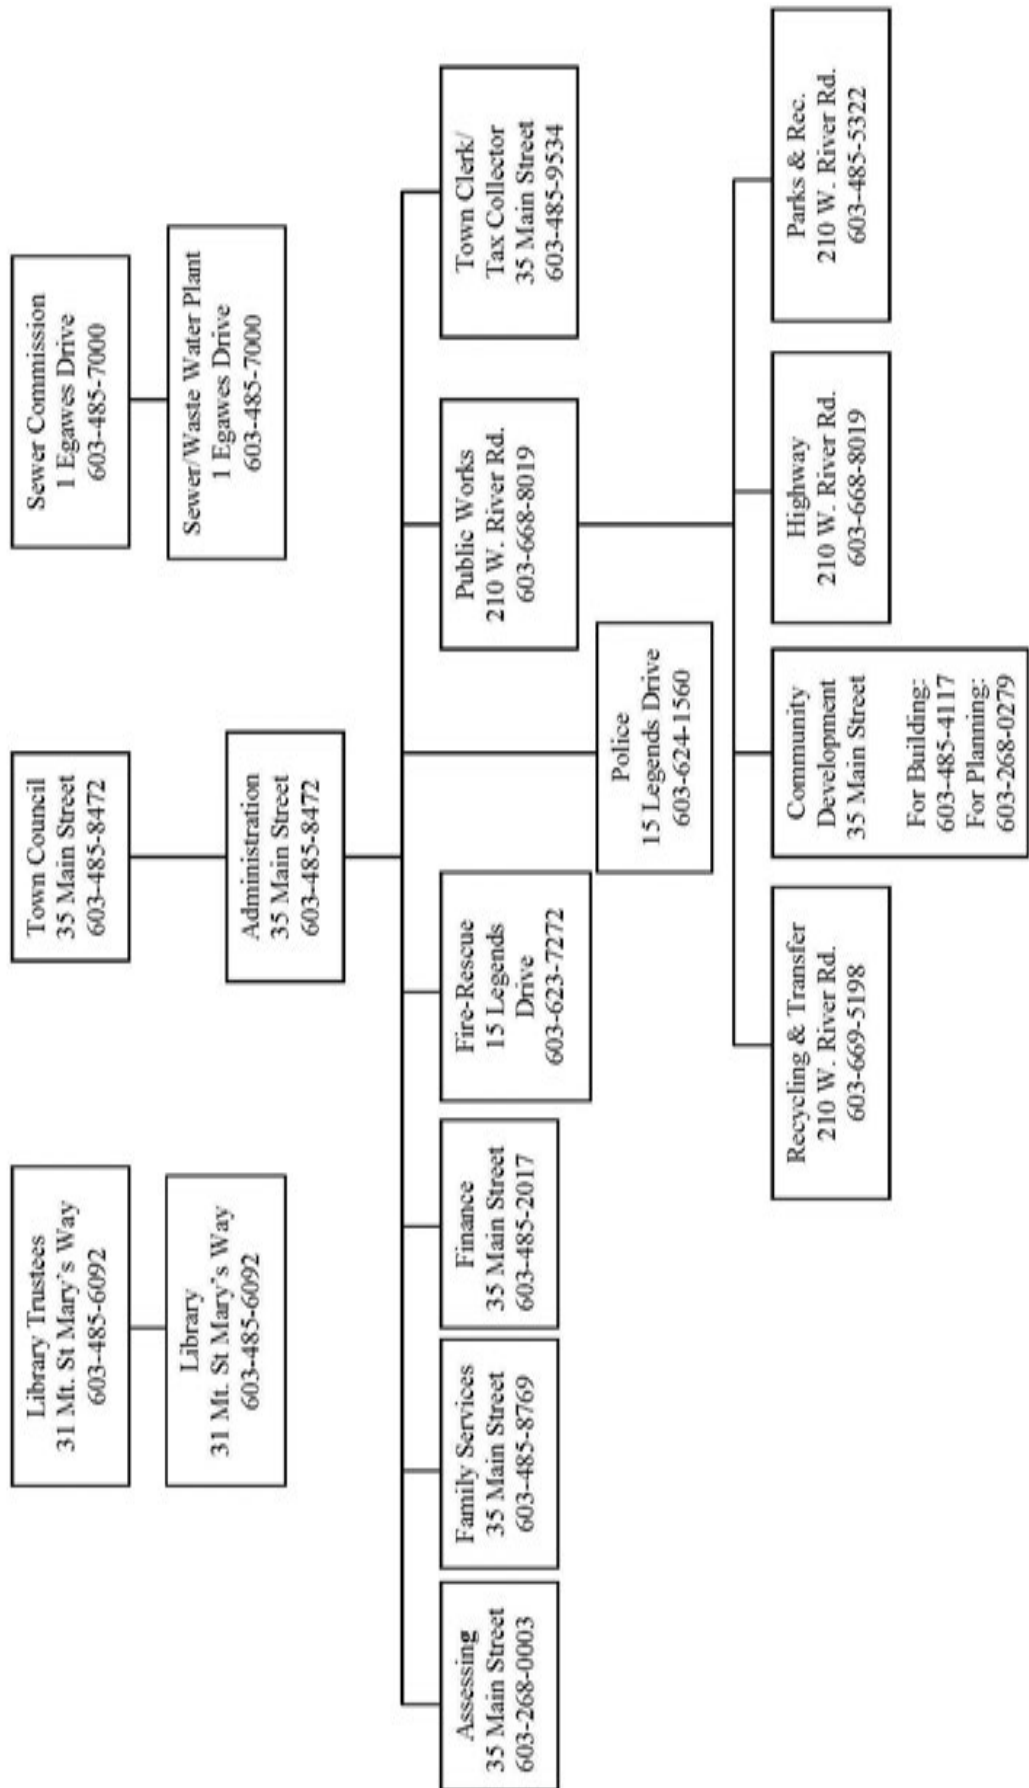 Library Trustees
31 Mt. St Mary's Way
603-485-6092
Town Council
35 Main Street
603-485-8472
Sewer Commission
1 Egawes Drive
603-485-7000
Library
31 Mt. St Mary's Way
603-485-6092
Administration
35 Main Street
603-485-8472
Sewer/Waste Water Plant
1 Egawes Drive
603-485-7000
Assessing
35 Main Street
603-268-0003
Family Services
35 Main Street
603-485-8769
Finance
35 Main Street
603-485-2017
Fire-Rescue
15 Legends
Drive
603-623-7272
Police
15 Legends Drive
603-624-1560
Public Works
210 W. River Rd.
603-668-8019
Town Clerk/
Tax Collector
35 Main Street
603-485-9534
Recycling & Transfer
210 W. River Rd.
603-669-5198
Community
Development
35 Main Street
For Building:
603-485-4117
For Planning:
603-268-0279
Highway
210 W. River Rd.
603-668-8019
Parks & Rec.
210 W. River Rd.
603-485-5322